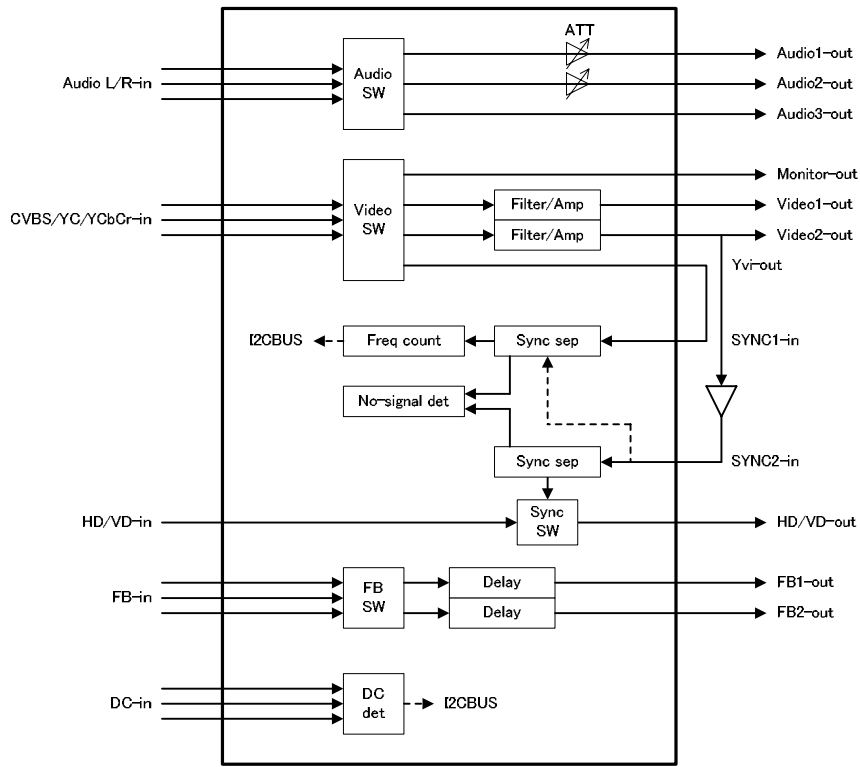 ATT
Audio L/R-in
Audio
SW
Audio1-out
Audio2-out
Audio3-out
CVBS/YC/YCbCr-in
Video
SW
Monitor-out
Filter/Amp
Video1-out
Filter/Amp
Video2-out
Yvi-out
I2CBUS
Freq count
Sync sep
SYNC1-in
No-signal det
Sync sep
SYNC2-in
HD/VD-in
Sync
SW
HD/VD-out
FB-in
FB
SW
Delay
FB1-out
Delay
FB2-out
DC-in
DC
det
I2CBUS